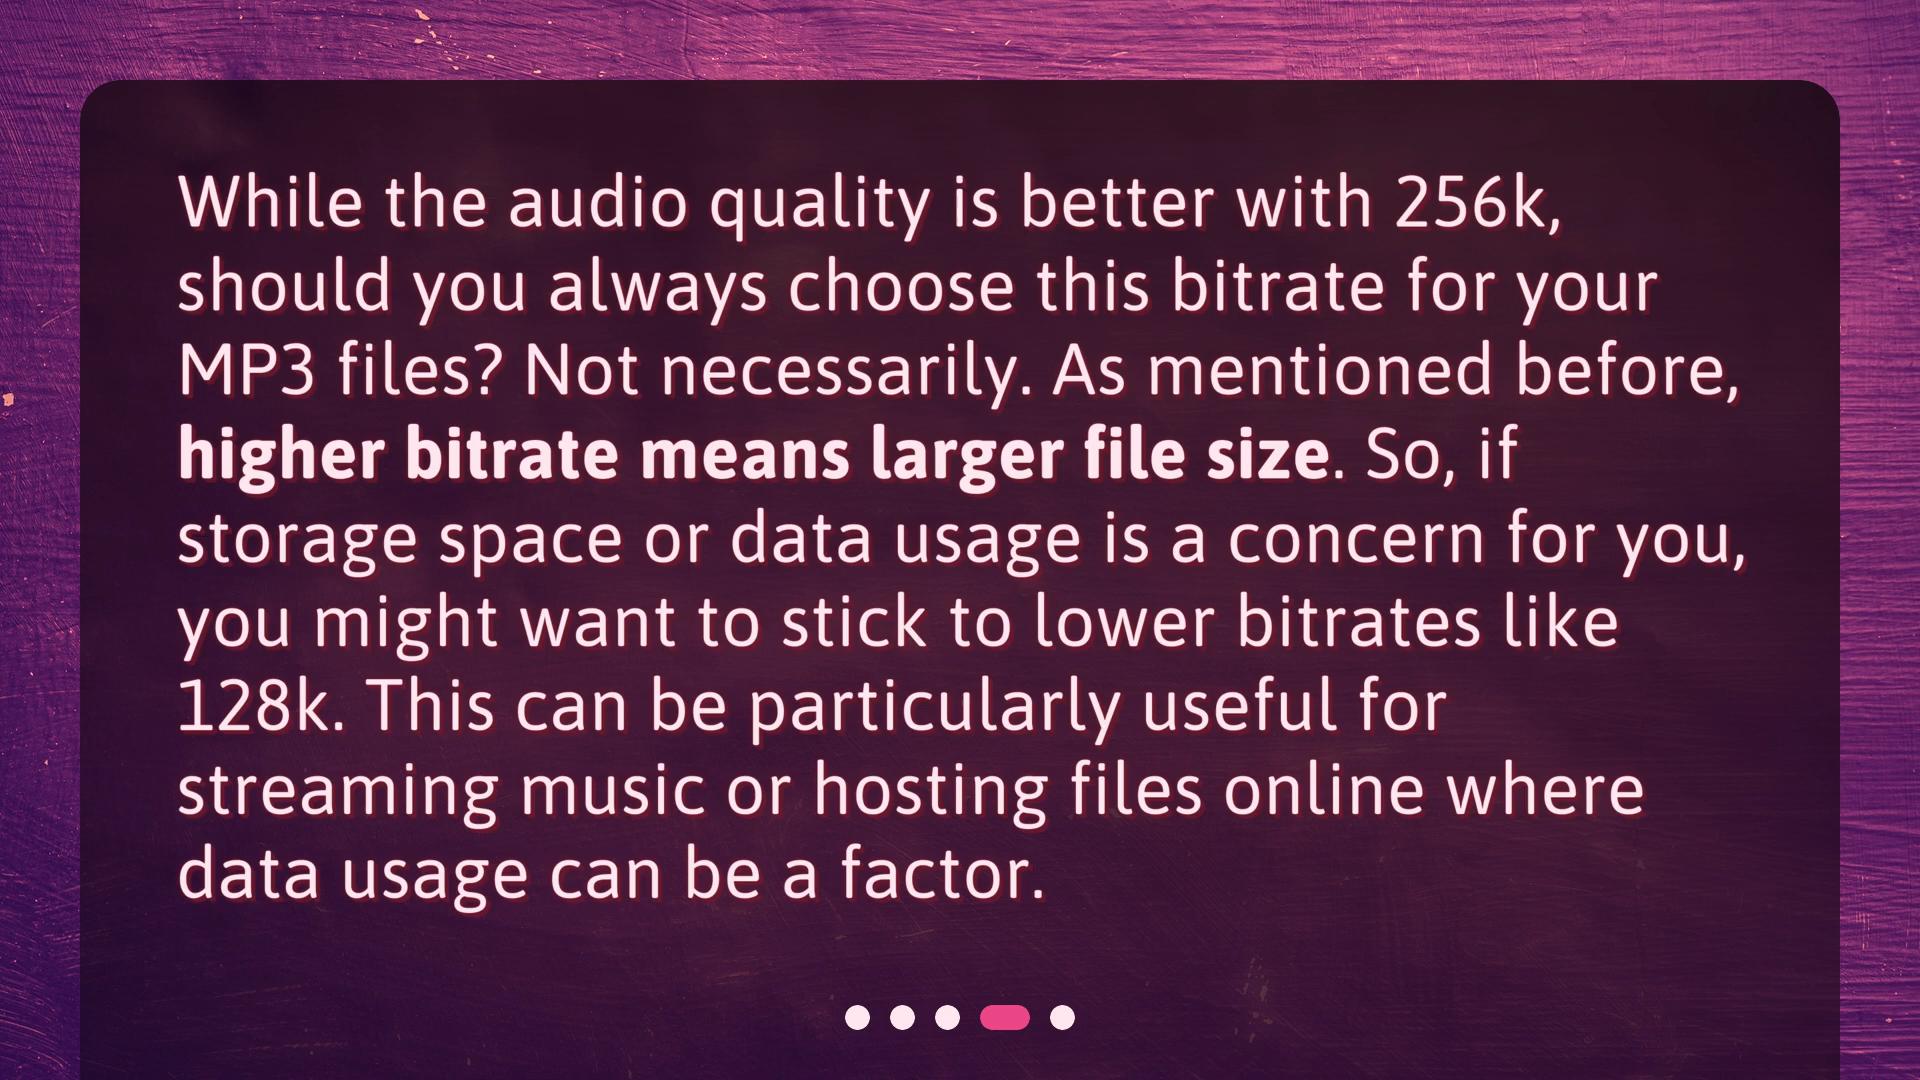 While the audio quality is better with 256k,
should you always choose this bitrate for your
MP3 files? Not necessarily. As mentioned before,
higher bitrate means larger file size. So, if
storage space or data usage is a concern for you,
you might want to stick to lower bitrates like
128k. This can be particularly useful for
streaming music or hosting files online where
data usage can be a factor.